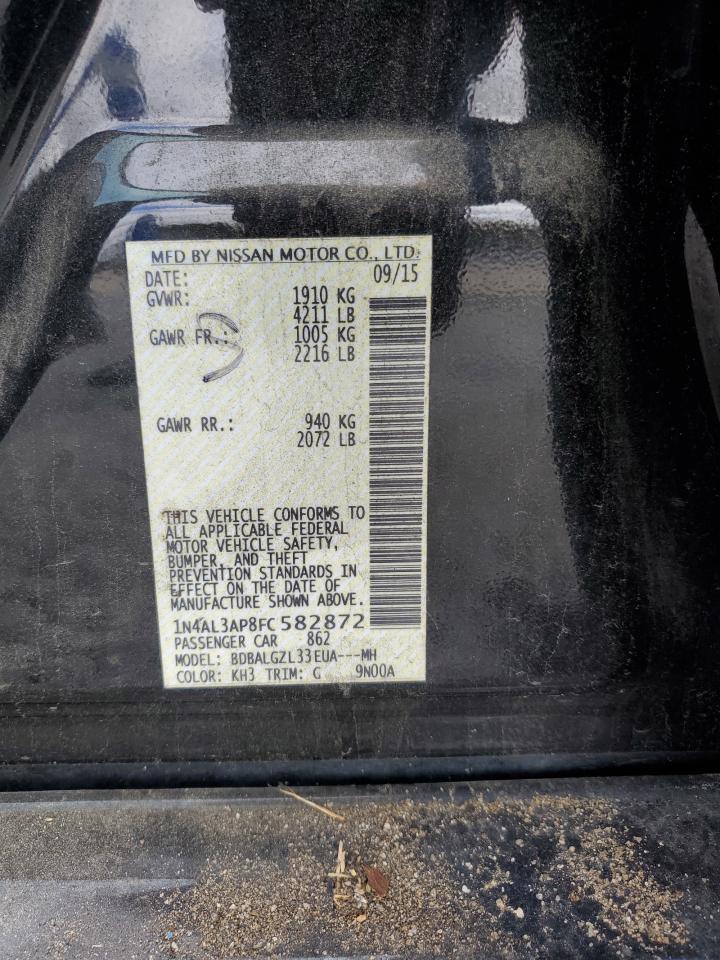 MFD BY NISSAN MOTOR CO., LTD.
DATE: 09/15
GVWR: 1910 KG
4211 LB
GAWR FR.: 1005 KG
2216 LB
GAWR RR.: 940 KG
2072 LB
THIS VEHICLE CONFORMS TO
ALL APPLICABLE FEDERAL
MOTOR VEHICLE SAFETY,
BUMPER, AND THEFT
PREVENTION STANDARDS IN
EFFECT ON THE DATE OF
MANUFACTURE SHOWN ABOVE.
1N4AL3AP8FC582872
PASSENGER CAR 862
MODEL: BDBALGZL33EUA---MH
COLOR: KH3 TRIM: G 9N00A